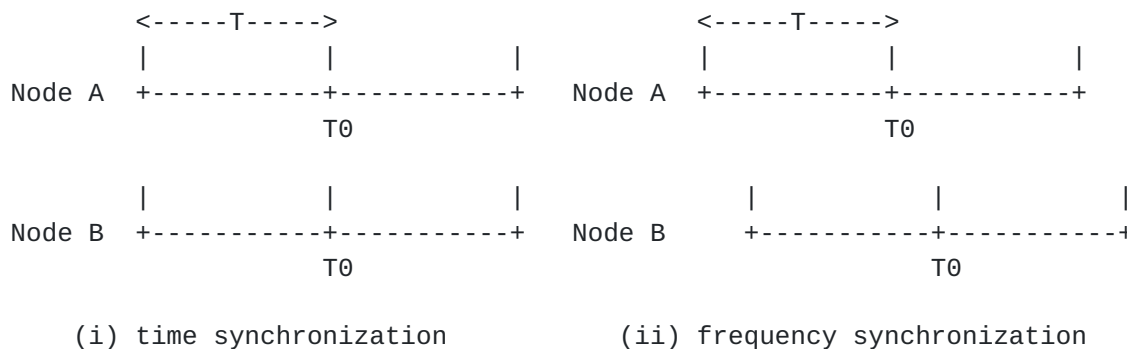 <-----T----->                      <-----T----->
        |           |           |          |           |           |
Node A  +-----------+-----------+   Node A  +-----------+-----------+
                    T0                                  T0
        |           |           |             |           |           |
Node B  +-----------+-----------+   Node B     +-----------+-----------+
                    T0                                     T0
    (i) time synchronization           (ii) frequency synchronization